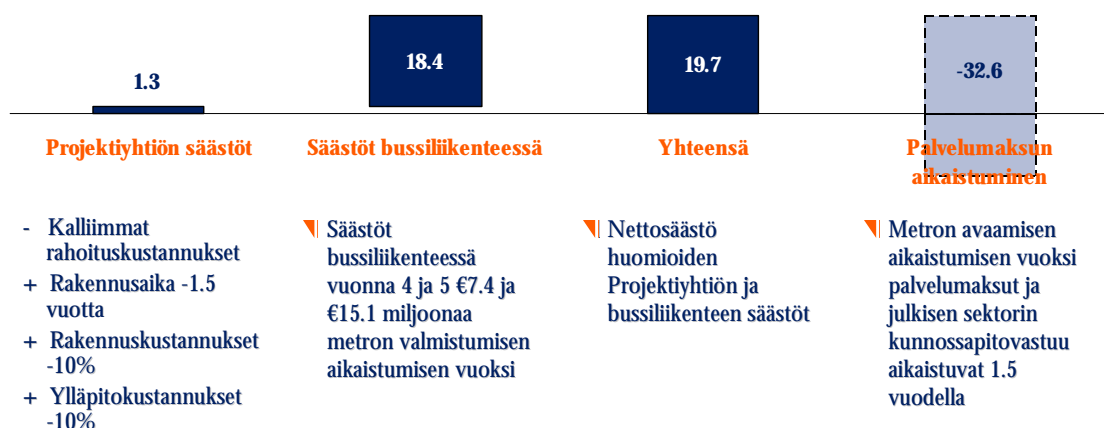 1.3
18.4
19.7
-32.6
Projektiyhtiön säästöt
Säästöt bussiliikenteessä
Yhteensä
Palvelumaksun
aikaistuminen
- Kalliimmat
rahoituskustannukset
+ Rakennusaika -1.5
vuotta
+ Rakennuskustannukset
-10%
+ Ylläpitokustannukset
-10%
Säästöt
bussiliikenteessä
vuonna 4 ja 5 €7.4 ja
€15.1 miljoonaa
metron valmistumisen
aikaistumisen vuoksi
Nettosäästö
huomioiden
Projektiyhtiön ja
bussiliikenteen säästöt
Metron avaamisen
aikaistumisen vuoksi
palvelumaksut ja
julkisen sektorin
kunnossapitovastuu
aikaistuvat 1.5
vuodella